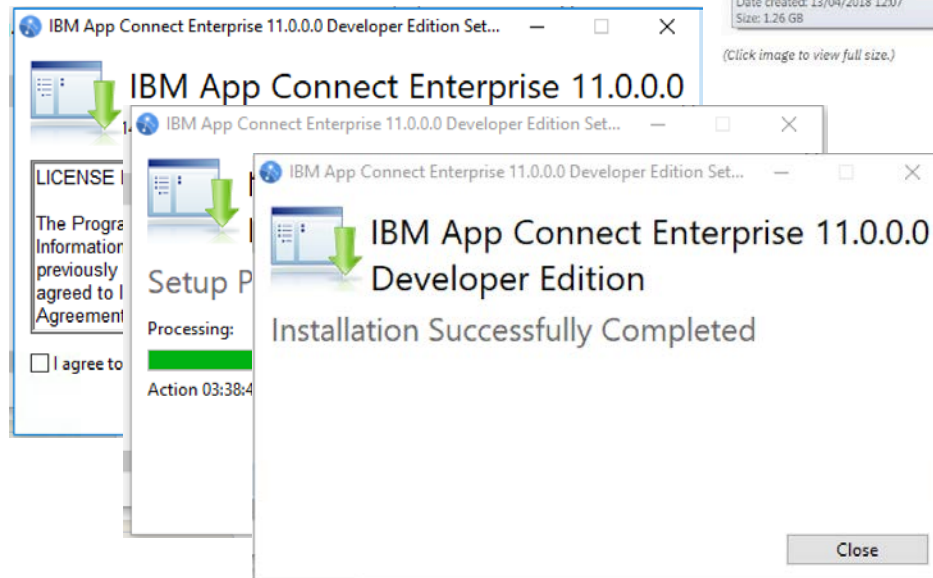 Date created: 13/04/2018 12:07
Size: 1.26 GB
(Click image to view full size.)
IBM App Connect Enterprise 11.0.0.0 Developer Edition Set...
IBM App Connect Enterprise 11.0.0.0
LICENSE
The Progra
Information
previously
agreed to
Agreement
I agree to
IBM App Connect Enterprise 11.0.0.0 Developer Edition Set...
Setup P
Processing:
Action 03:38:4
IBM App Connect Enterprise 11.0.0.0 Developer Edition Set...
IBM App Connect Enterprise 11.0.0.0
Developer Edition
Installation Successfully Completed
Close